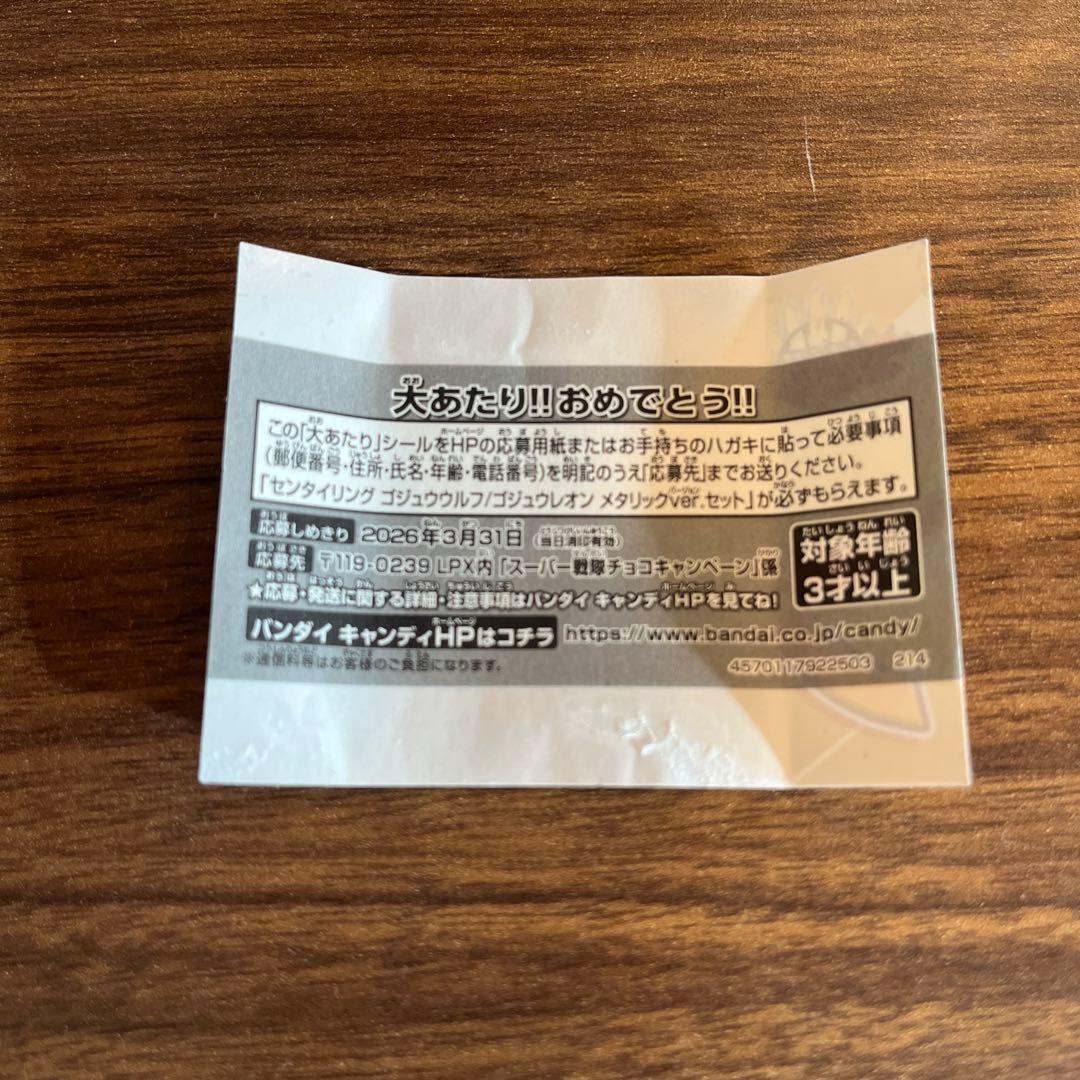 大あたり!! おめでとう!!
この「大あたり」シールをHPの応募用紙またはお手持ちのハガキに貼って必要事項
(郵便番号・住所・氏名・年齢・電話番号)を明記のうえ「応募先」までお送りください。
「センタイリング ゴジュウウルフ/ゴジュウレオン メタリックver.セット」が必ずもらえます。
応募しめきり 2026年3月31日 (当日消印有効)
応募先 〒119-0239 LPX内「スーパー戦隊チョコキャンペーン」係
★応募・発送に関する詳細・注意事項はバンダイ キャンディHPを見てね!
対象年齢
3才以上
バンダイ キャンディHPはコチラ https://www.bandai.co.jp/candy/
※通信料等はお客様のご負担になります。
4570117922503 214